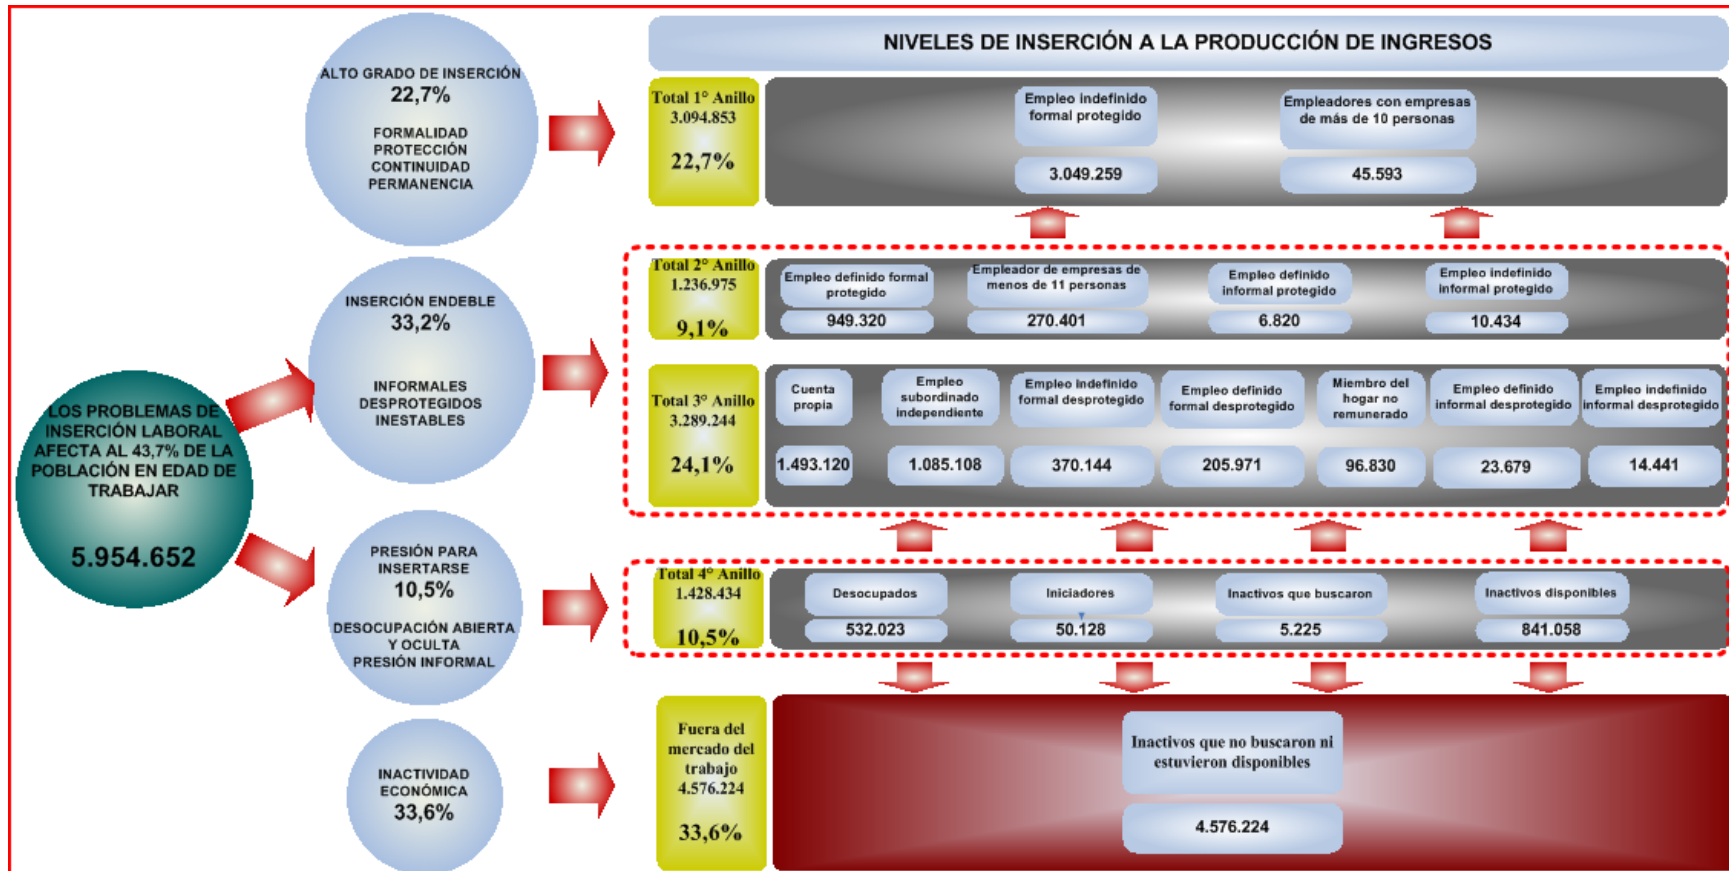 NIVELES DE INSERCIÓN A LA PRODUCCIÓN DE INGRESOS
ALTO GRADO DE INSERCIÓN
22,7%
FORMALIDAD
PROTECCIÓN
CONTINUIDAD
PERMANENCIA
Total 1° Anillo
3.094.853
22,7%
Empleo indefinido
formal protegido
3.049.259
Empleadores con empresas
de más de 10 personas
45.593
LOS PROBLEMAS DE
INSERCIÓN LABORAL
AFECTA AL 43,7% DE LA
POBLACIÓN EN EDAD DE
TRABAJAR
5.954.652
INSERCIÓN ENDEBLE
33,2%
INFORMALES
DESPROTEGIDOS
INESTABLES
Total 2° Anillo
1.236.975
9,1%
Empleo definido formal
protegido
949.320
Empleador de empresas de
menos de 11 personas
270.401
Empleo definido
informal protegido
6.820
Empleo indefinido
informal protegido
10.434
Total 3° Anillo
3.289.244
24,1%
Cuenta
propia
1.493.120
Empleo
subordinado
independiente
1.085.108
Empleo indefinido
formal desprotegido
370.144
Empleo definido
formal desprotegido
205.971
Miembro del
hogar no
remunerado
96.830
Empleo definido
informal desprotegido
23.679
Empleo indefinido
informal desprotegido
14.441
PRESIÓN PARA
INSERTARSE
10,5%
DESOCUPACIÓN ABIERTA
Y OCULTA
PRESIÓN INFORMAL
Total 4° Anillo
1.428.434
10,5%
Desocupados
532.023
Iniciadores
50.128
Inactivos que buscaron
5.225
Inactivos disponibles
841.058
INACTIVIDAD
ECONÓMICA
33,6%
Fuera del
mercado del
trabajo
4.576.224
33,6%
Inactivos que no buscaron ni
estuvieron disponibles
4.576.224